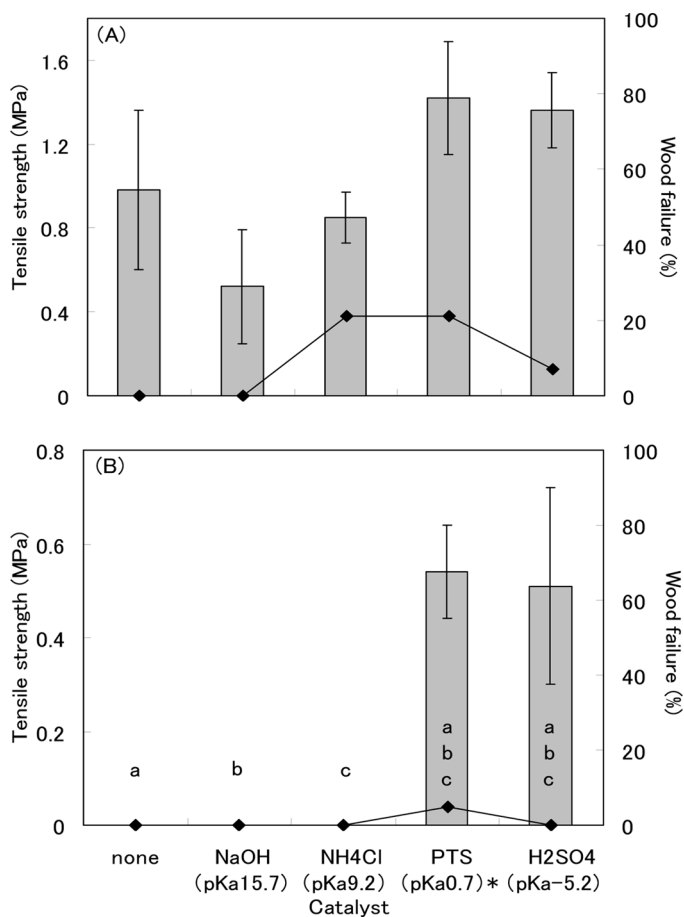 (A)
1.6
1.2
0.8
0.4
0
Tensile strength (MPa)
100
80
60
40
20
0
Wood failure (%)
(B)
0.8
0.6
0.4
0.2
0
Tensile strength (MPa)
100
80
60
40
20
0
Wood failure (%)
a
b
c
a
b
c
a
b
c
none
NaOH
(pKa15.7)
NH4Cl
(pKa9.2)
PTS
(pKa0.7)*
H2SO4
(pKa-5.2)
Catalyst